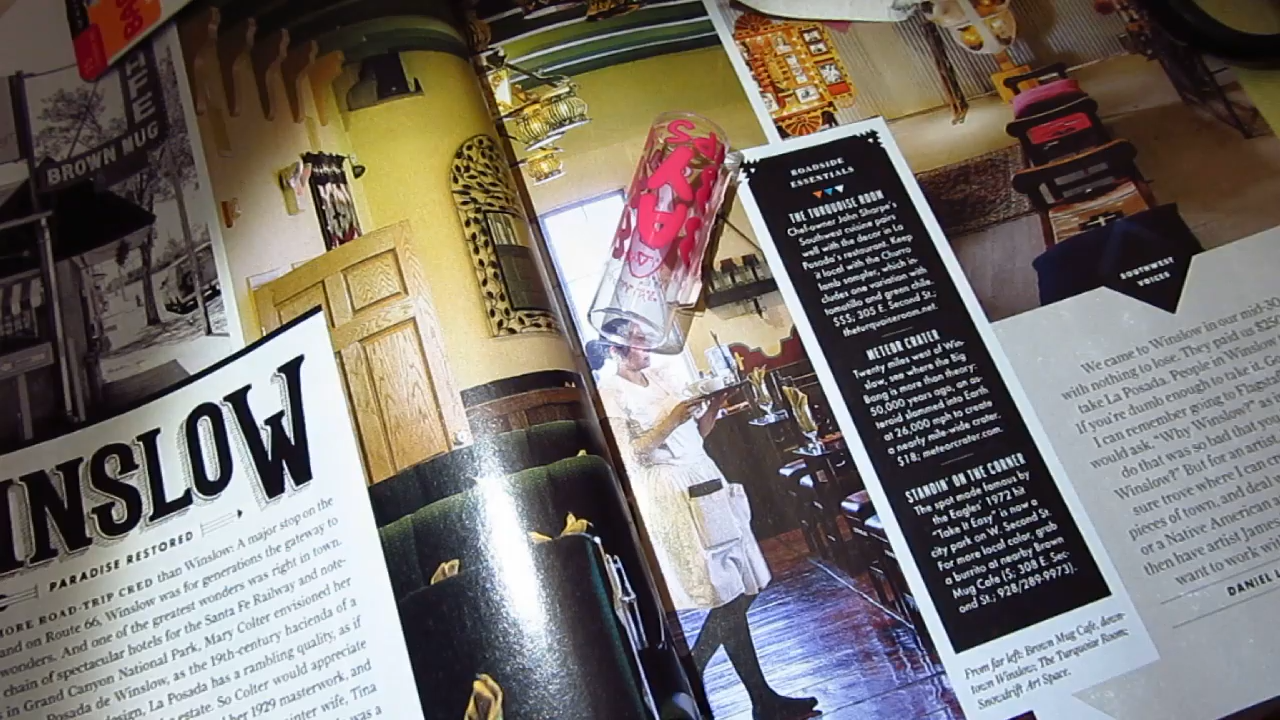 BROWN MUG
INSLOW
PARADISE RESTORED
MORE ROAD-TRIP CRED than Winslow: A major stop on the
and on Route 66, Winslow was for generations the gateway to
wonders. And one of the greatest wonders was right in town.
chain of spectacular hotels for the Santa Fe Railway and note-
s in Grand Canyon National Park, Mary Colter envisioned her
Posada de Winslow, as the 19th-century hacienda of a
design, La Posada has a rambling quality, as if
estate. So Colter would appreciate
her 1929 masterwork, and
inter wife, Tina
was a
ROADSIDE
ESSENTIALS
THE TURQUOISE ROOM
Chef-owner John Sharpe's
Southwest cuisine pairs
well with the decor in La
Posada's restaurant. Keep
it local with the Churro
lamb sampler, which in-
cludes one variation with
tomatillo and green chile.
$$$; 305 E. Second St.;
theturquoiseroom.net.
METEOR CRATER
Twenty miles west of Win-
slow, see where the Big
Bang is more than theory:
50,000 years ago, an as-
teroid slammed into Earth
at 26,000 mph to create
a nearly mile-wide crater.
$18; meteorcrater.com.
STANDIN' ON THE CORNER
The spot made famous by
the Eagles' 1972 hit
"Take It Easy" is now a
city park on W. Second St.
For more local color, grab
a burrito at nearby Brown
Mug Cafe ($; 308 E. Sec-
ond St.; 928/289-9973).
From far left: Brown Mug Cafe, down-
town Winslow; The Turquoise Room;
Snowdrift Art Space.
SOUTHWEST
VOICES
We came to Winslow in our mid-30
with nothing to lose. They paid us $25
take La Posada. People in Winslow
If you're dumb enough to take it. Go
I can remember going to Flagst
would ask, "Why Winslow?" as i
do that was so bad that you
Winslow?" But for an artist
sure trove where I can cre
pieces of town, and deal
or a Native American
then have artist James
want to work with
DANIEL L